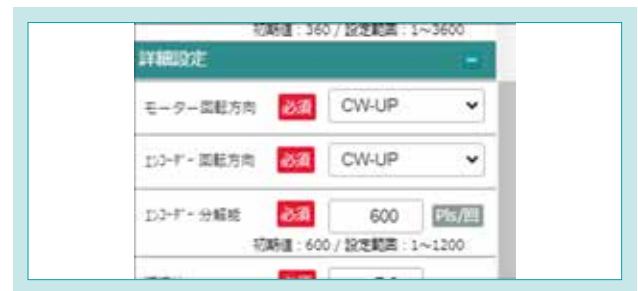 初期値 : 360 / 設定範囲 : 1~3600
詳細設定 −
モーター回転方向 必須 CW-UP
ｴﾝｺｰﾀﾞｰ回転方向 必須 CW-UP
ｴﾝｺｰﾀﾞｰ分解能 必須 600 Pls/回
初期値 : 600 / 設定範囲 : 1~1200